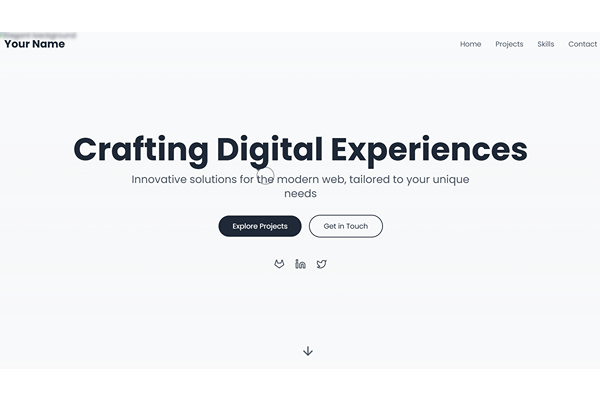 Your Name
Home Projects Skills Contact
Crafting Digital Experiences
Innovative solutions for the modern web, tailored to your unique
needs
Explore Projects Get in Touch